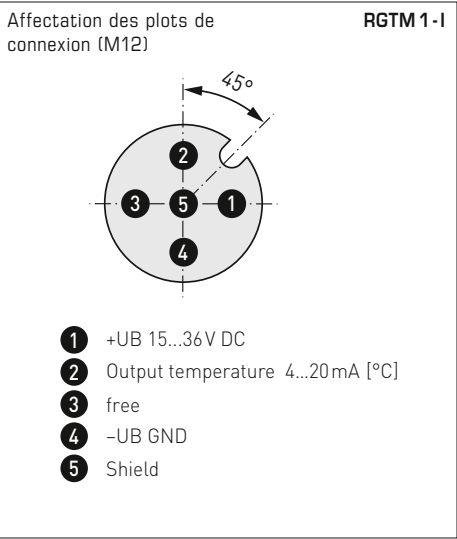 Affectation des plots de
connexion (M12)
RGTM 1 - I
45°
2
3 5 1
4
1 +UB 15...36 V DC
2 Output temperature 4...20 mA [°C]
3 free
4 –UB GND
5 Shield